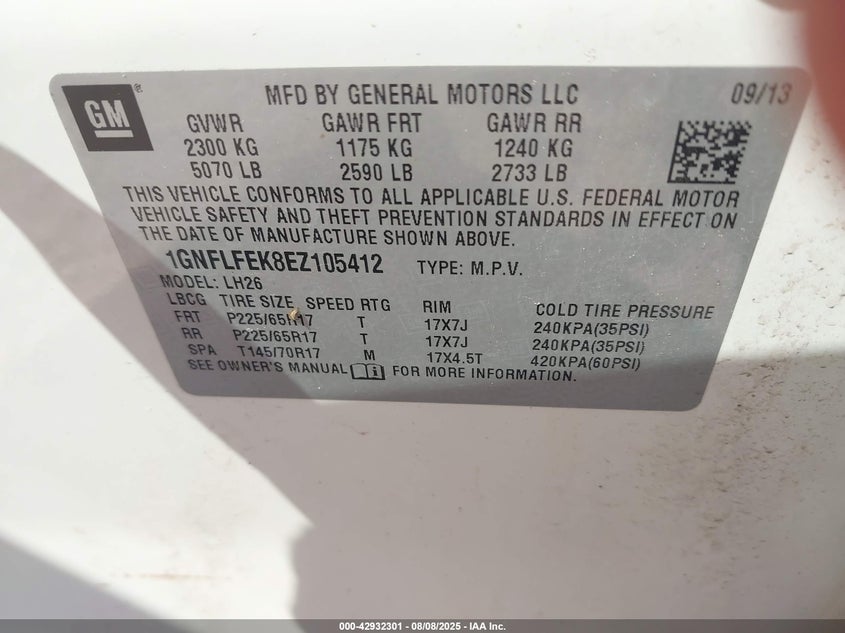 GM ® MFD BY GENERAL MOTORS LLC 09/13
GVWR GAWR FRT GAWR RR
2300 KG 1175 KG 1240 KG
5070 LB 2590 LB 2733 LB
THIS VEHICLE CONFORMS TO ALL APPLICABLE U.S. FEDERAL MOTOR
VEHICLE SAFETY AND THEFT PREVENTION STANDARDS IN EFFECT ON
THE DATE OF MANUFACTURE SHOWN ABOVE.
1GNFLFEK8EZ105412 TYPE: M.P.V.
MODEL: LH26
LBCG TIRE SIZE, SPEED RTG RIM COLD TIRE PRESSURE
FRT P225/65R17 T 17X7J 240KPA(35PSI)
RR P225/65R17 T 17X7J 240KPA(35PSI)
SPA T145/70R17 M 17X4.5T 420KPA(60PSI)
SEE OWNER'S MANUAL FOR MORE INFORMATION.
000-42932301 - 08/08/2025 - IAA Inc.